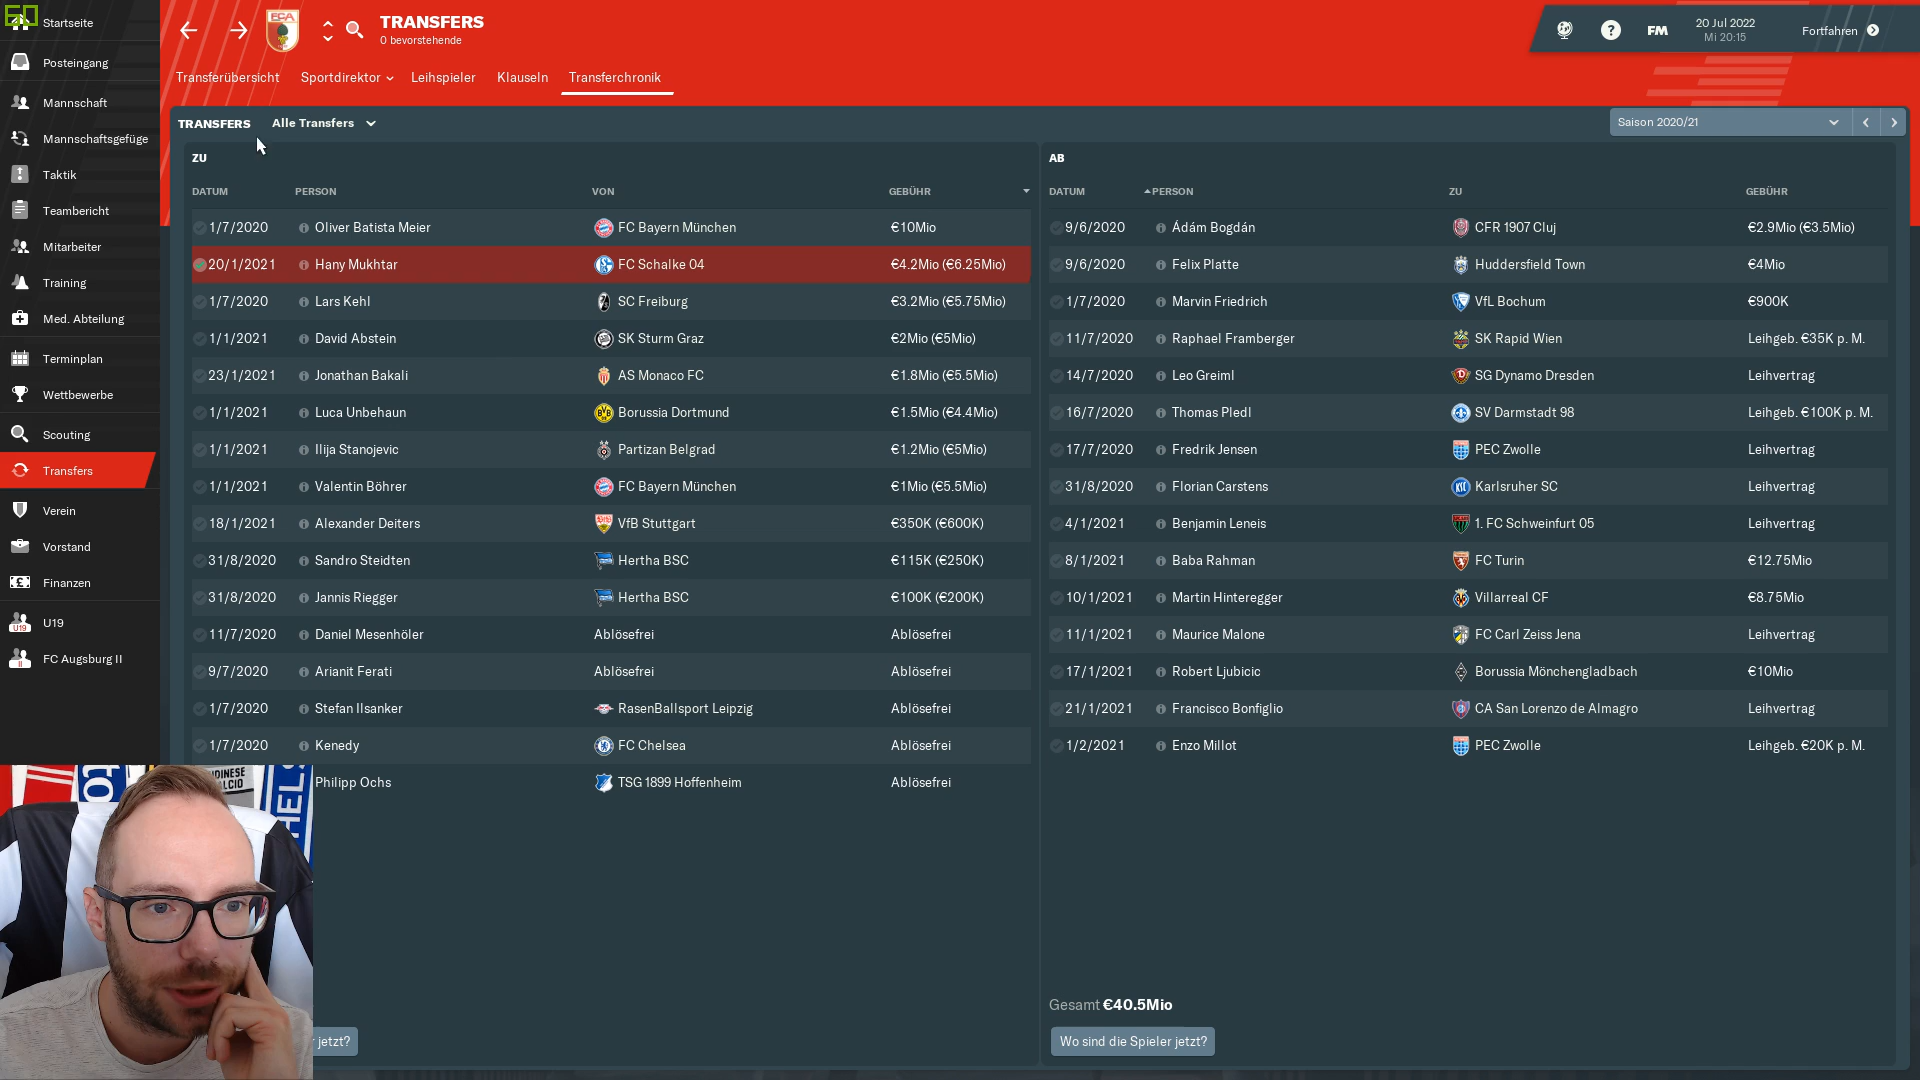 60
Startseite
Posteingang
Mannschaft
Mannschaftsgefüge
Taktik
Teambericht
Mitarbeiter
Training
Med. Abteilung
Terminplan
Wettbewerbe
Scouting
Transfers
Verein
Vorstand
Finanzen
U19
U19
II
FC Augsburg II
FCA
TRANSFERS
0 bevorstehende
?
FM
20 Jul 2022
Mi 20:15
Fortfahren
Transferübersicht Sportdirektor Leihspieler Klauseln Transferchronik
TRANSFERS Alle Transfers
Saison 2020/21
ZU
DATUM PERSON VON GEBÜHR
1/7/2020 Oliver Batista Meier FC Bayern München €10Mio
20/1/2021 Hany Mukhtar FC Schalke 04 €4.2Mio (€6.25Mio)
1/7/2020 Lars Kehl SC Freiburg €3.2Mio (€5.75Mio)
1/1/2021 David Abstein SK Sturm Graz €2Mio (€5Mio)
23/1/2021 Jonathan Bakali AS Monaco FC €1.8Mio (€5.5Mio)
1/1/2021 Luca Unbehaun Borussia Dortmund €1.5Mio (€4.4Mio)
1/1/2021 Ilija Stanojevic Partizan Belgrad €1.2Mio (€5Mio)
1/1/2021 Valentin Böhrer FC Bayern München €1Mio (€5.5Mio)
18/1/2021 Alexander Deiters VfB Stuttgart €350K (€600K)
31/8/2020 Sandro Steidten Hertha BSC €115K (€250K)
31/8/2020 Jannis Riegger Hertha BSC €100K (€200K)
11/7/2020 Daniel Mesenhöler Ablösefrei Ablösefrei
9/7/2020 Arianit Ferati Ablösefrei Ablösefrei
1/7/2020 Stefan Ilsanker RasenBallsport Leipzig Ablösefrei
1/7/2020 Kenedy FC Chelsea Ablösefrei
Philipp Ochs TSG 1899 Hoffenheim Ablösefrei
r jetzt?
AB
DATUM PERSON ZU GEBÜHR
9/6/2020 Ádám Bogdán CFR 1907 Cluj €2.9Mio (€3.5Mio)
9/6/2020 Felix Platte Huddersfield Town €4Mio
1/7/2020 Marvin Friedrich VfL Bochum €900K
11/7/2020 Raphael Framberger SK Rapid Wien Leihgeb. €35K p. M.
14/7/2020 Leo Greiml SG Dynamo Dresden Leihvertrag
16/7/2020 Thomas Pledl SV Darmstadt 98 Leihgeb. €100K p. M.
17/7/2020 Fredrik Jensen PEC Zwolle Leihvertrag
31/8/2020 Florian Carstens Karlsruher SC Leihvertrag
4/1/2021 Benjamin Leneis 1. FC Schweinfurt 05 Leihvertrag
8/1/2021 Baba Rahman FC Turin €12.75Mio
10/1/2021 Martin Hinteregger Villarreal CF €8.75Mio
11/1/2021 Maurice Malone FC Carl Zeiss Jena Leihvertrag
17/1/2021 Robert Ljubicic Borussia Mönchengladbach €10Mio
21/1/2021 Francisco Bonfiglio CA San Lorenzo de Almagro Leihvertrag
1/2/2021 Enzo Millot PEC Zwolle Leihgeb. €20K p. M.
Gesamt €40.5Mio
Wo sind die Spieler jetzt?